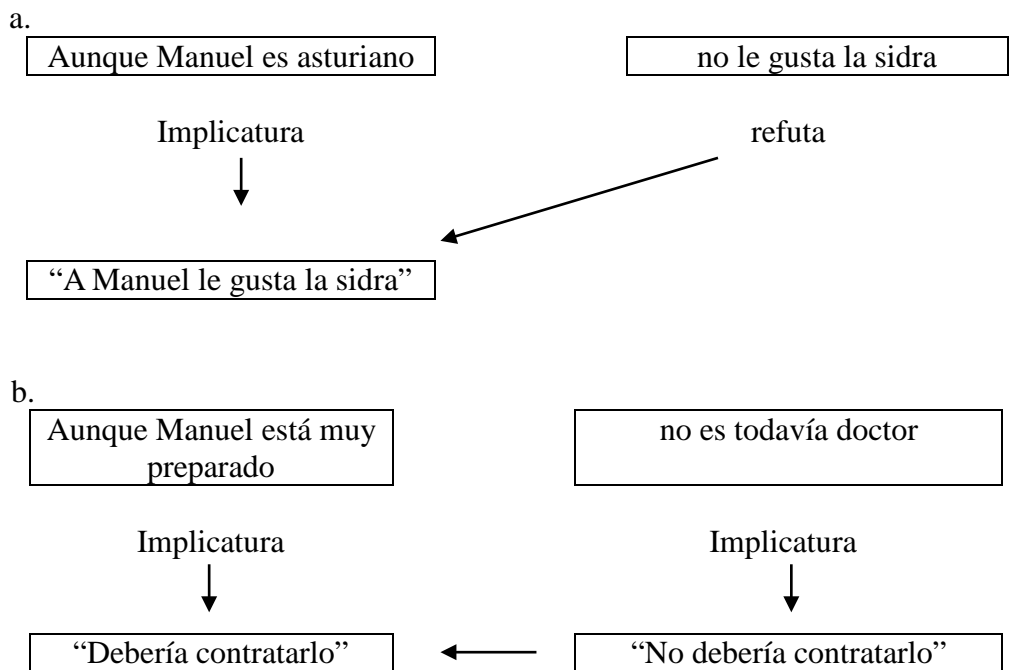 a.
Aunque Manuel es asturiano
no le gusta la sidra
Implicatura
refuta
“A Manuel le gusta la sidra”
b.
Aunque Manuel está muy
preparado
no es todavía doctor
Implicatura
Implicatura
“Debería contratarlo”
“No debería contratarlo”